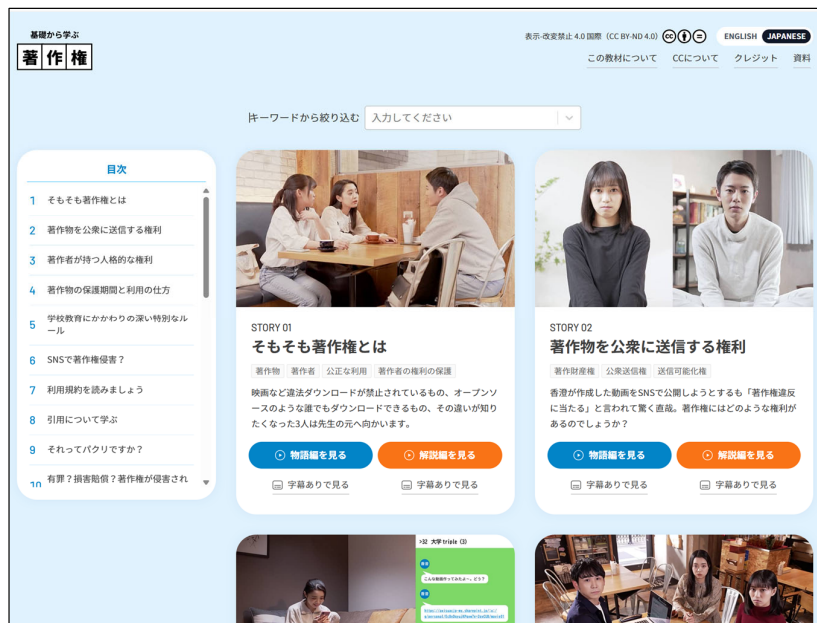 基礎から学ぶ
著作権
表示-改変禁止 4.0 国際（CC BY-ND 4.0）
ENGLISH JAPANESE
この教材について CCについて クレジット 資料
キーワードから絞り込む 入力してください
目次
1 そもそも著作権とは
2 著作物を公衆に送信する権利
3 著作者が持つ人格的な権利
4 著作物の保護期間と利用の仕方
5 学校教育にかかわりの深い特別なル
ール
6 SNSで著作権侵害？
7 利用規約を読みましょう
8 引用について学ぶ
9 それってパクリですか？
10 有罪？損害賠償？著作権が侵害され
STORY 01
そもそも著作権とは
著作物 著作者 公正な利用 著作者の権利の保護
映画など違法ダウンロードが禁止されているもの、オープンソ
ースのような誰でもダウンロードできるもの、その違いが知り
たくなった3人は先生の元へ向かいます。
物語編を見る 解説編を見る
字幕ありで見る 字幕ありで見る
STORY 02
著作物を公衆に送信する権利
著作財産権 公衆送信権 送信可能化権
香澄が作成した動画をSNSで公開しようとするも「著作権違反
に当たる」と言われて驚く直哉。著作権にはどのような権利が
あるのでしょうか？
物語編を見る 解説編を見る
字幕ありで見る 字幕ありで見る
>32 大学triple (3)
こんな動画作ってみたよ〜。どう？